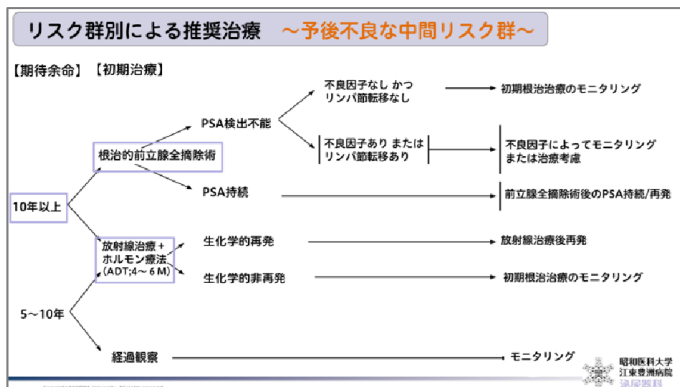 リスク群別による推奨治療　～予後不良な中間リスク群～
【期待余命】【初期治療】
不良因子なし かつ
リンパ節転移なし
初期根治治療のモニタリング
PSA検出不能
不良因子あり または
リンパ節転移あり
不良因子によってモニタリング
または治療考慮
根治的前立腺全摘除術
PSA持続
前立腺全摘除術後のPSA持続/再発
10年以上
放射線治療＋
ホルモン療法
(ADT;4～6 M)
生化学的再発
放射線治療後再発
生化学的非再発
初期根治治療のモニタリング
5～10年
経過観察
モニタリング
昭和医科大学
江東豊洲病院
泌尿器科